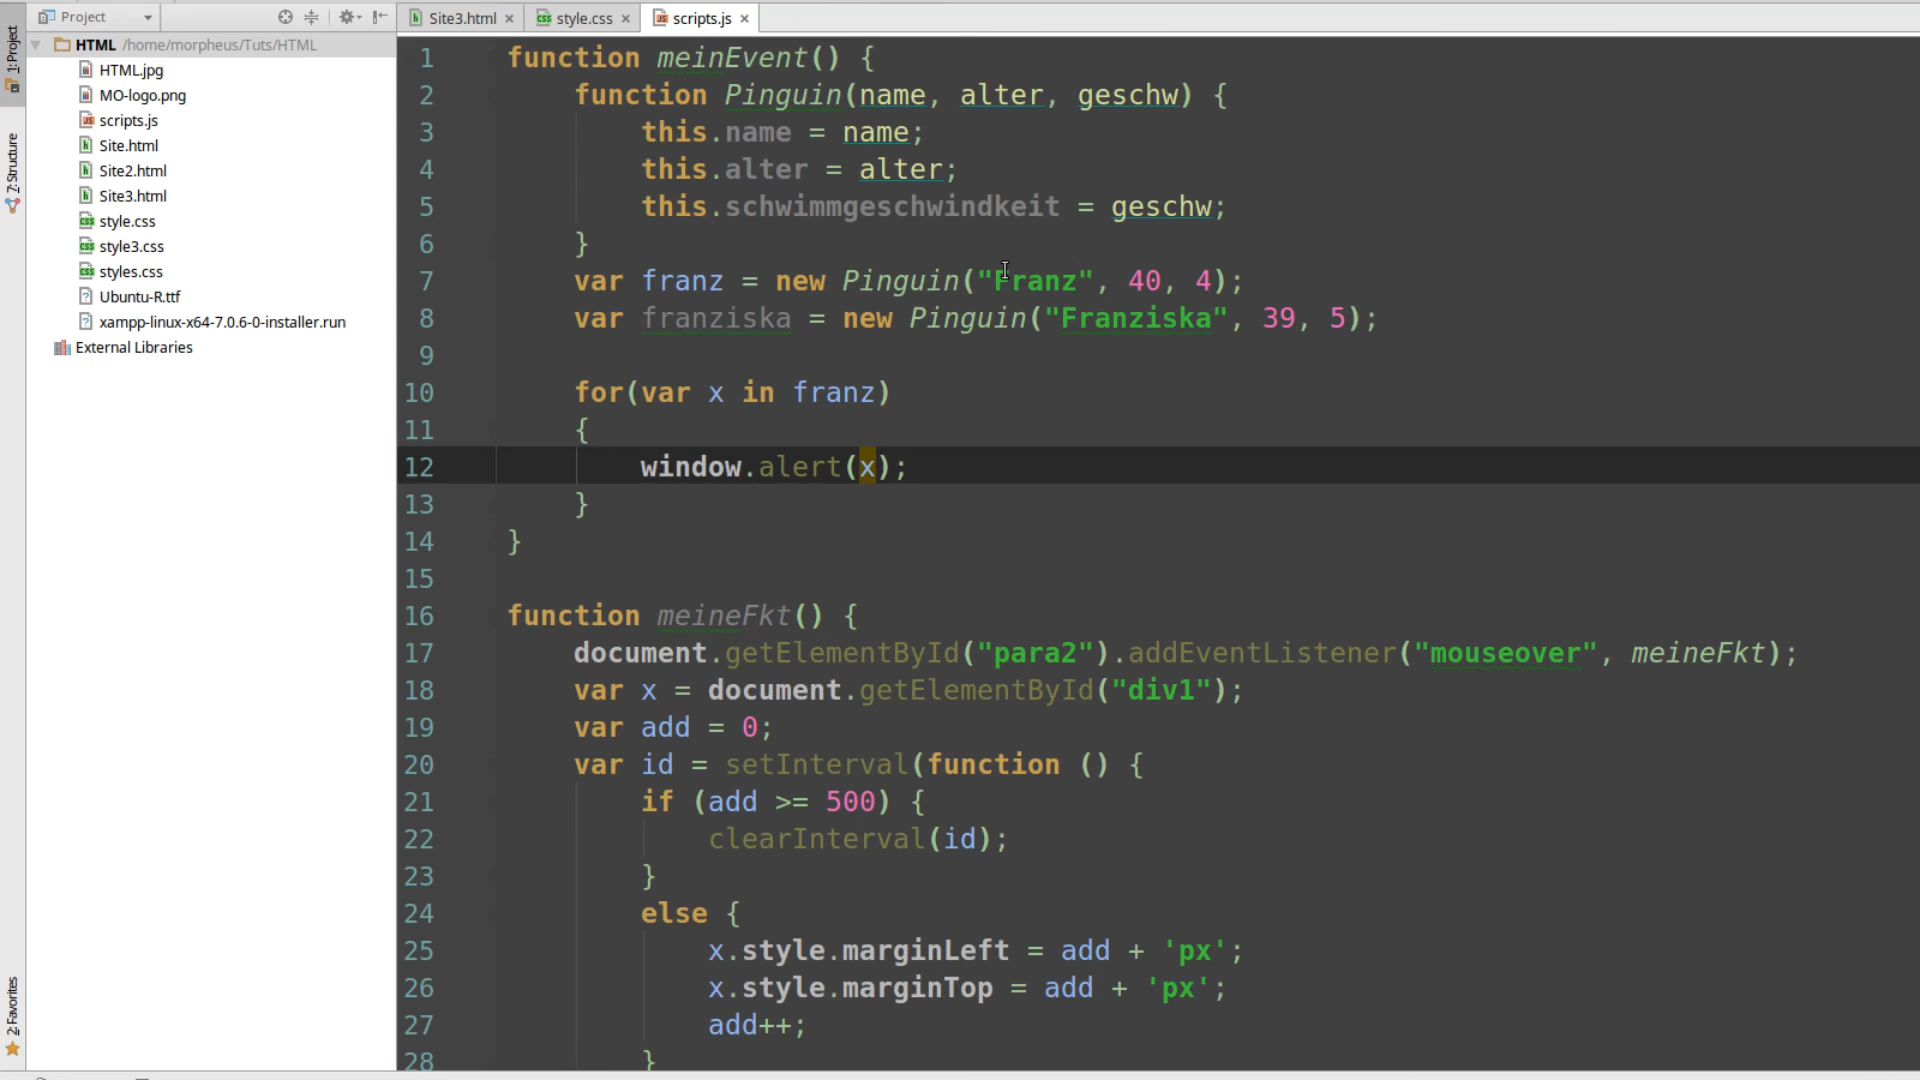 Project
Site3.html
style.css
scripts.js
1: Project
7: Structure
2: Favorites
HTML /home/morpheus/Tuts/HTML
HTML.jpg
MO-logo.png
scripts.js
Site.html
Site2.html
Site3.html
style.css
style3.css
styles.css
Ubuntu-R.ttf
xampp-linux-x64-7.0.6-0-installer.run
External Libraries
1 function meinEvent() {
2 function Pinguin(name, alter, geschw) {
3 this.name = name;
4 this.alter = alter;
5 this.schwimmgeschwindkeit = geschw;
6 }
7 var franz = new Pinguin("Franz", 40, 4);
8 var franziska = new Pinguin("Franziska", 39, 5);
9
10 for(var x in franz)
11 {
12 window.alert(x);
13 }
14 }
15
16 function meineFkt() {
17 document.getElementById("para2").addEventListener("mouseover", meineFkt);
18 var x = document.getElementById("div1");
19 var add = 0;
20 var id = setInterval(function () {
21 if (add >= 500) {
22 clearInterval(id);
23 }
24 else {
25 x.style.marginLeft = add + 'px';
26 x.style.marginTop = add + 'px';
27 add++;
28 }